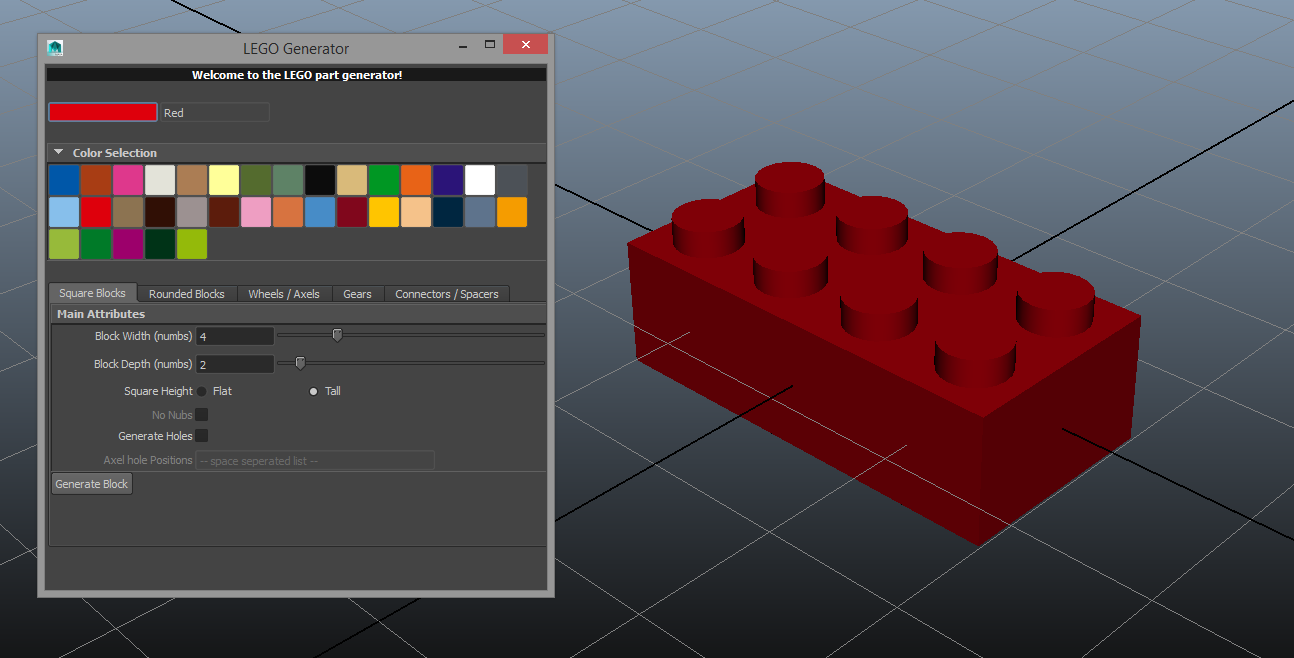 LEGO Generator
Welcome to the LEGO part generator!
Red
Color Selection
Square Blocks Rounded Blocks Wheels / Axels Gears Connectors / Spacers
Main Attributes
Block Width (numbs) 4
Block Depth (numbs) 2
Square Height Flat Tall
No Nubs
Generate Holes
Axel hole Positions -- space seperated list --
Generate Block